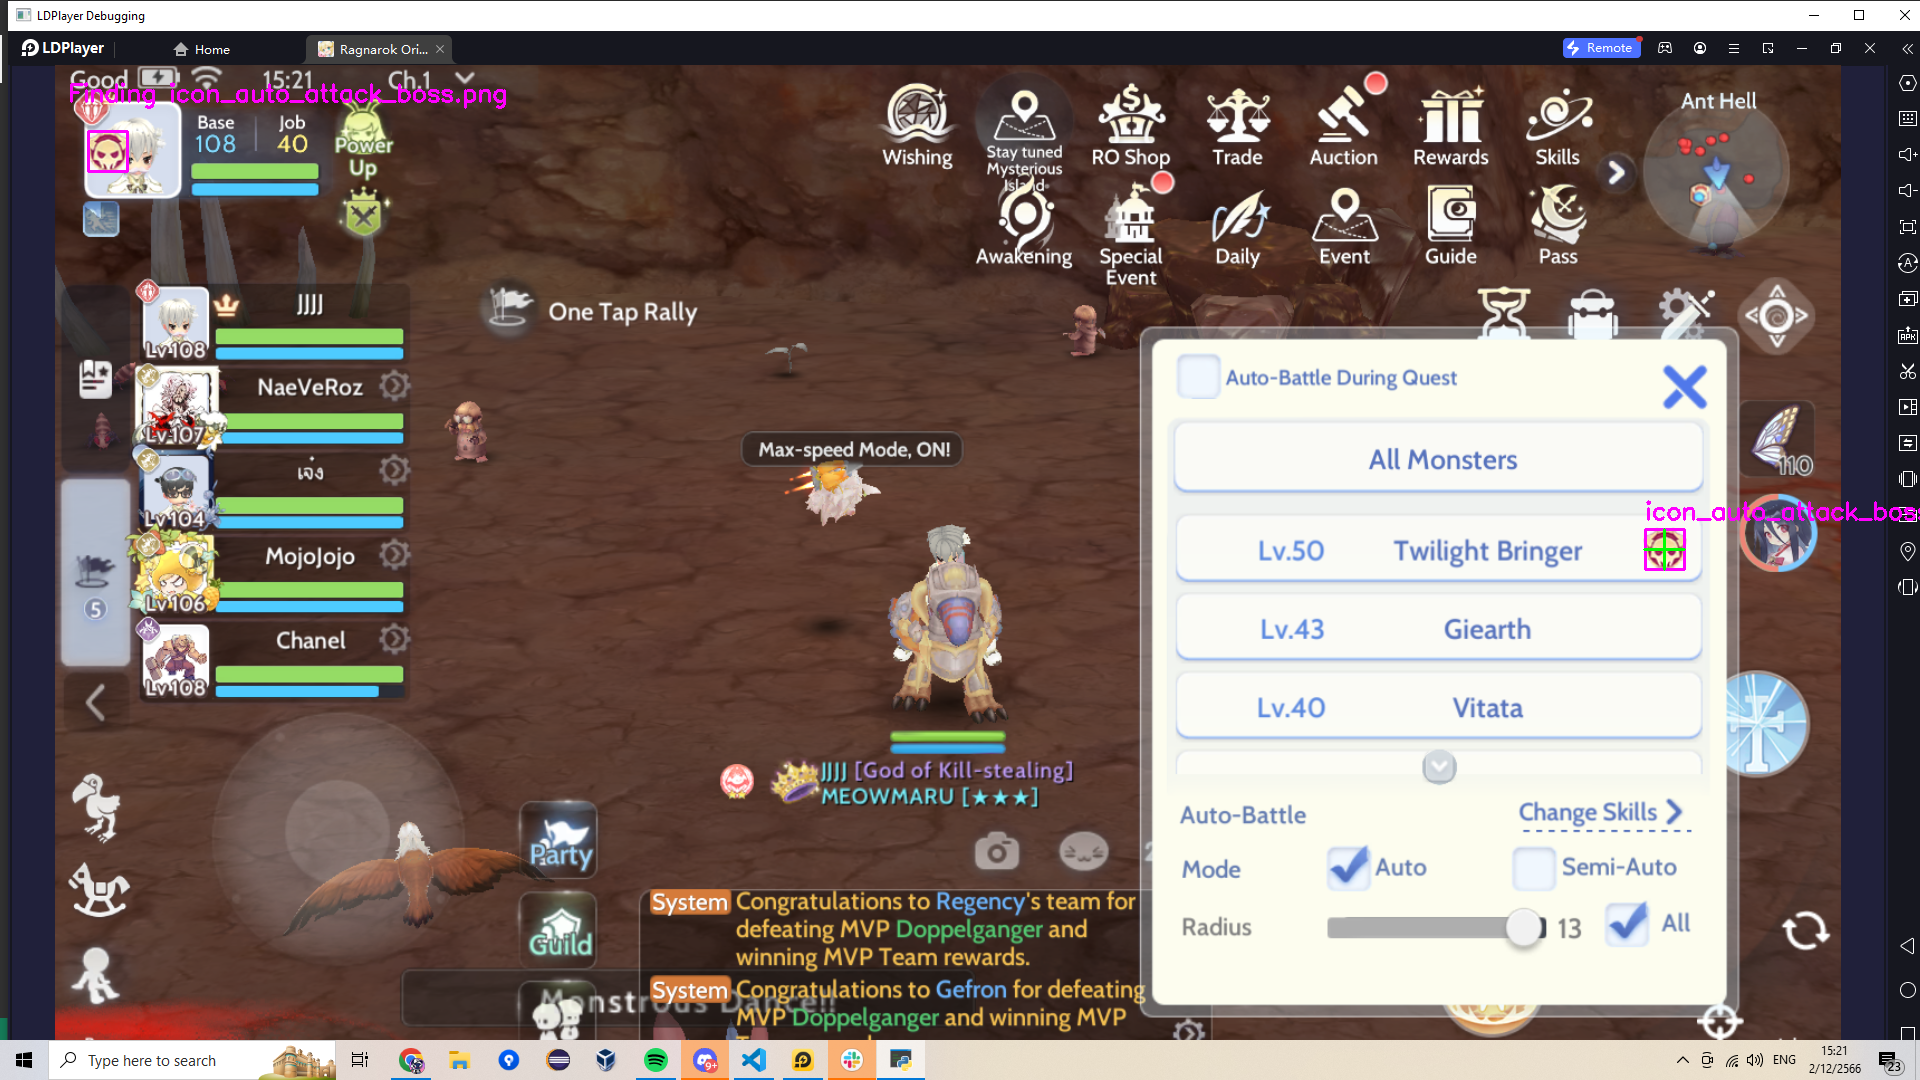 LDPlayer Debugging
LDPlayer
Home
Ragnarok Ori...
Remote
Good
15:21
Ch.1
Finding icon_auto_attack_boss.png
Base
108
Job
40
Power
Up
Wishing
Stay tuned
Mysterious
Island
RO Shop
Trade
Auction
Rewards
Skills
Ant Hell
Awakening
Special
Event
Daily
Event
Guide
Pass
JJJJ
Lv108
One Tap Rally
NaeVeRoz
Lv107
เจ๋ง
Lv104
MojoJojo
Lv106
Chanel
Lv108
5
Max-speed Mode, ON!
Auto-Battle During Quest
All Monsters
110
icon_auto_attack_boss
Lv.50 Twilight Bringer
Lv.43 Giearth
Lv.40 Vitata
JJJJ [God of Kill-stealing]
MEOWMARU [★★★]
Auto-Battle
Change Skills
Mode
Auto
Semi-Auto
Radius
13
All
Party
Guild
System Congratulations to Regency's team for
defeating MVP Doppelganger and
winning MVP Team rewards.
System Congratulations to Gefron for defeating
MVP Doppelganger and winning MVP
Type here to search
9+
ENG
15:21
2/12/2566
23